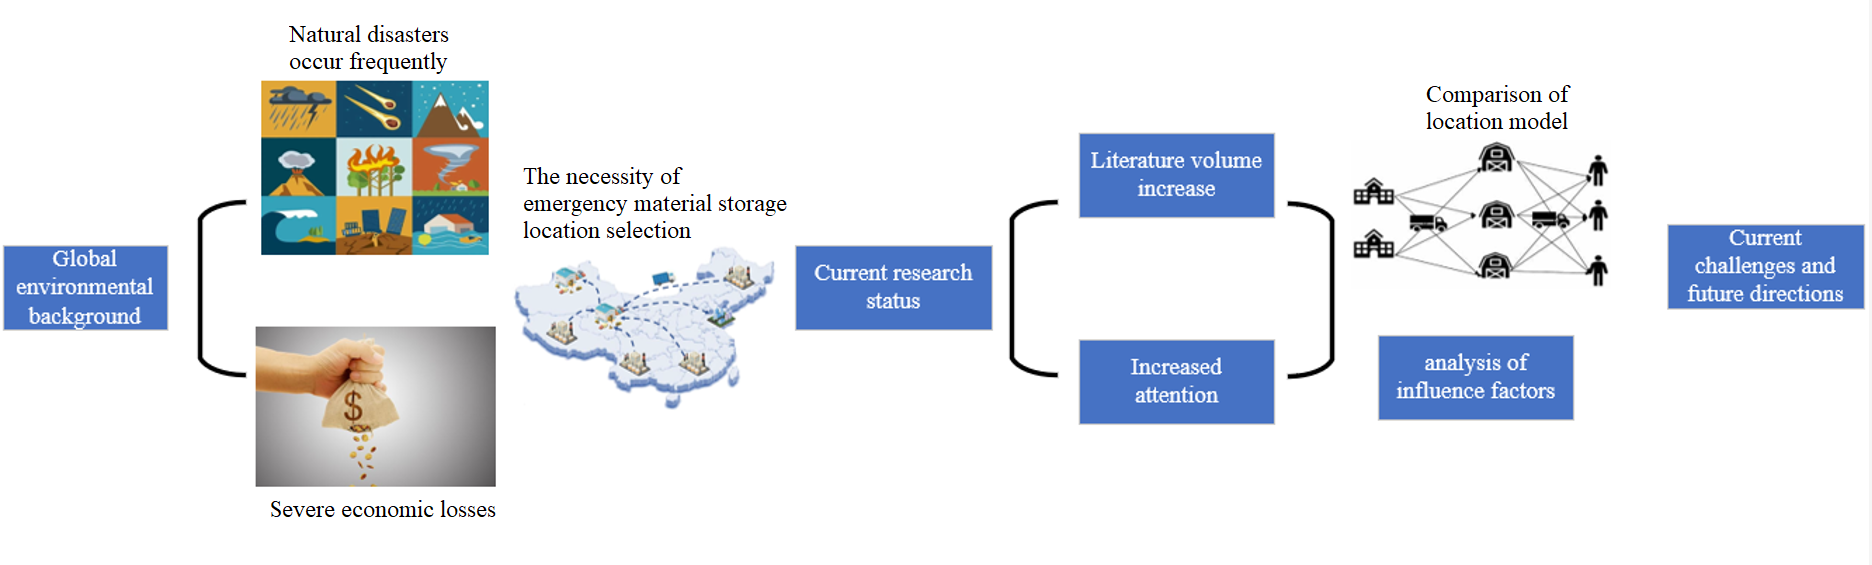 Natural disasters
occur frequently
Global
environmental
background
$
Severe economic losses
The necessity of
emergency material storage
location selection
Current research
status
Literature volume
increase
Increased
attention
Comparison of
location model
analysis of
influence factors
Current
challenges and
future directions